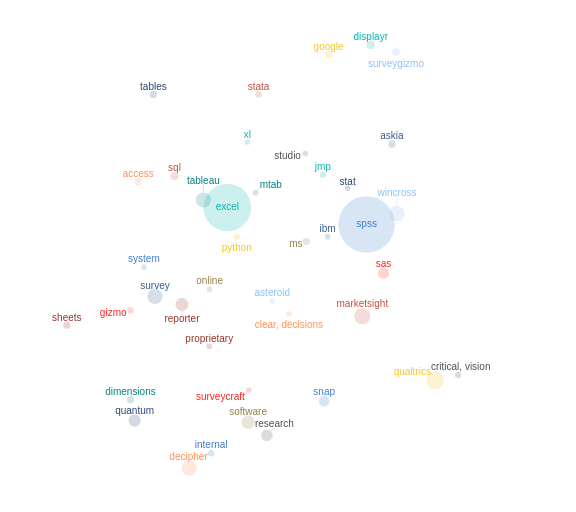 displayr
google
surveygizmo
tables
stata
xl
askia
studio
sql
jmp
access
tableau
mtab
stat
wincross
excel
spss
ibm
python
ms
system
sas
online
survey
asteroid
marketsight
gizmo
sheets
reporter
clear, decisions
proprietary
critical, vision
qualtrics
dimensions
snap
surveycraft
quantum
software
research
internal
decipher